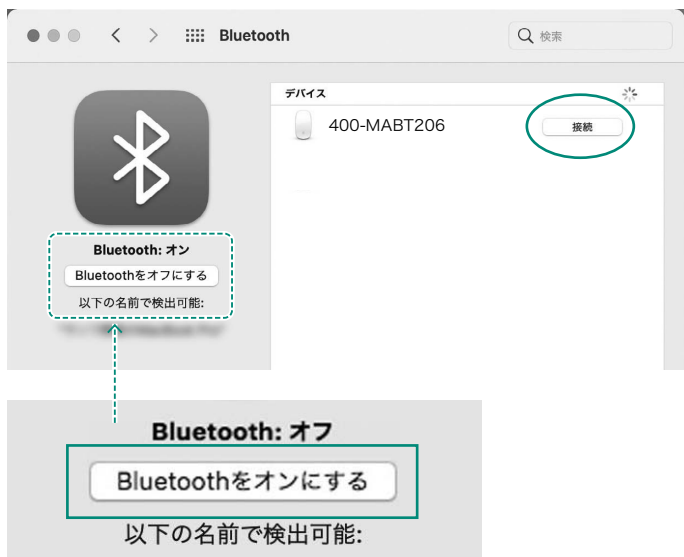 Bluetooth
検索
デバイス
400-MABT206
接続
Bluetooth: オン
Bluetoothをオフにする
以下の名前で検出可能:
Bluetooth: オフ
Bluetoothをオンにする
以下の名前で検出可能: